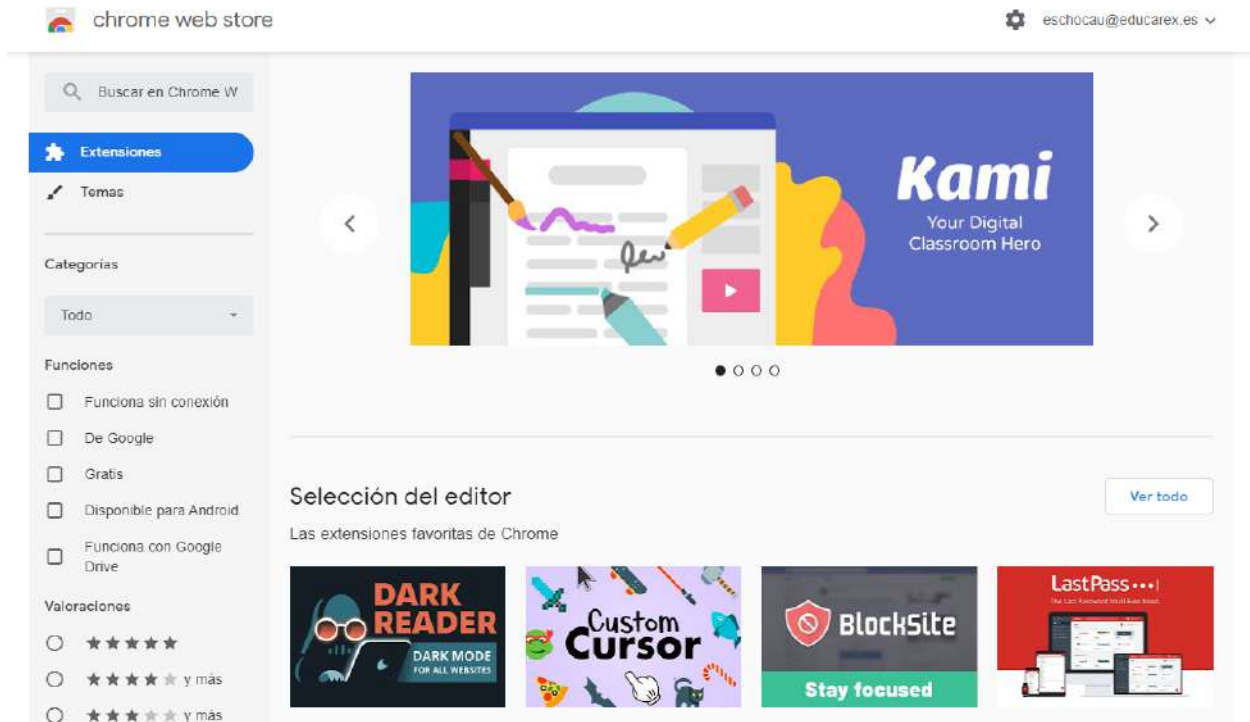 chrome web store
eschocau@educarex.es
Buscar en Chrome W
Extensiones
Temas
Categorías
Todo
Funciones
Funciona sin conexión
De Google
Gratis
Disponible para Android
Funciona con Google
Drive
Valoraciones
y más
y más
Kami
Your Digital
Classroom Hero
Selección del editor
Ver todo
Las extensiones favoritas de Chrome
DARK
READER
DARK MODE
FOR ALL WEBSITES
Custom
Cursor
BlockSite
Stay focused
LastPass